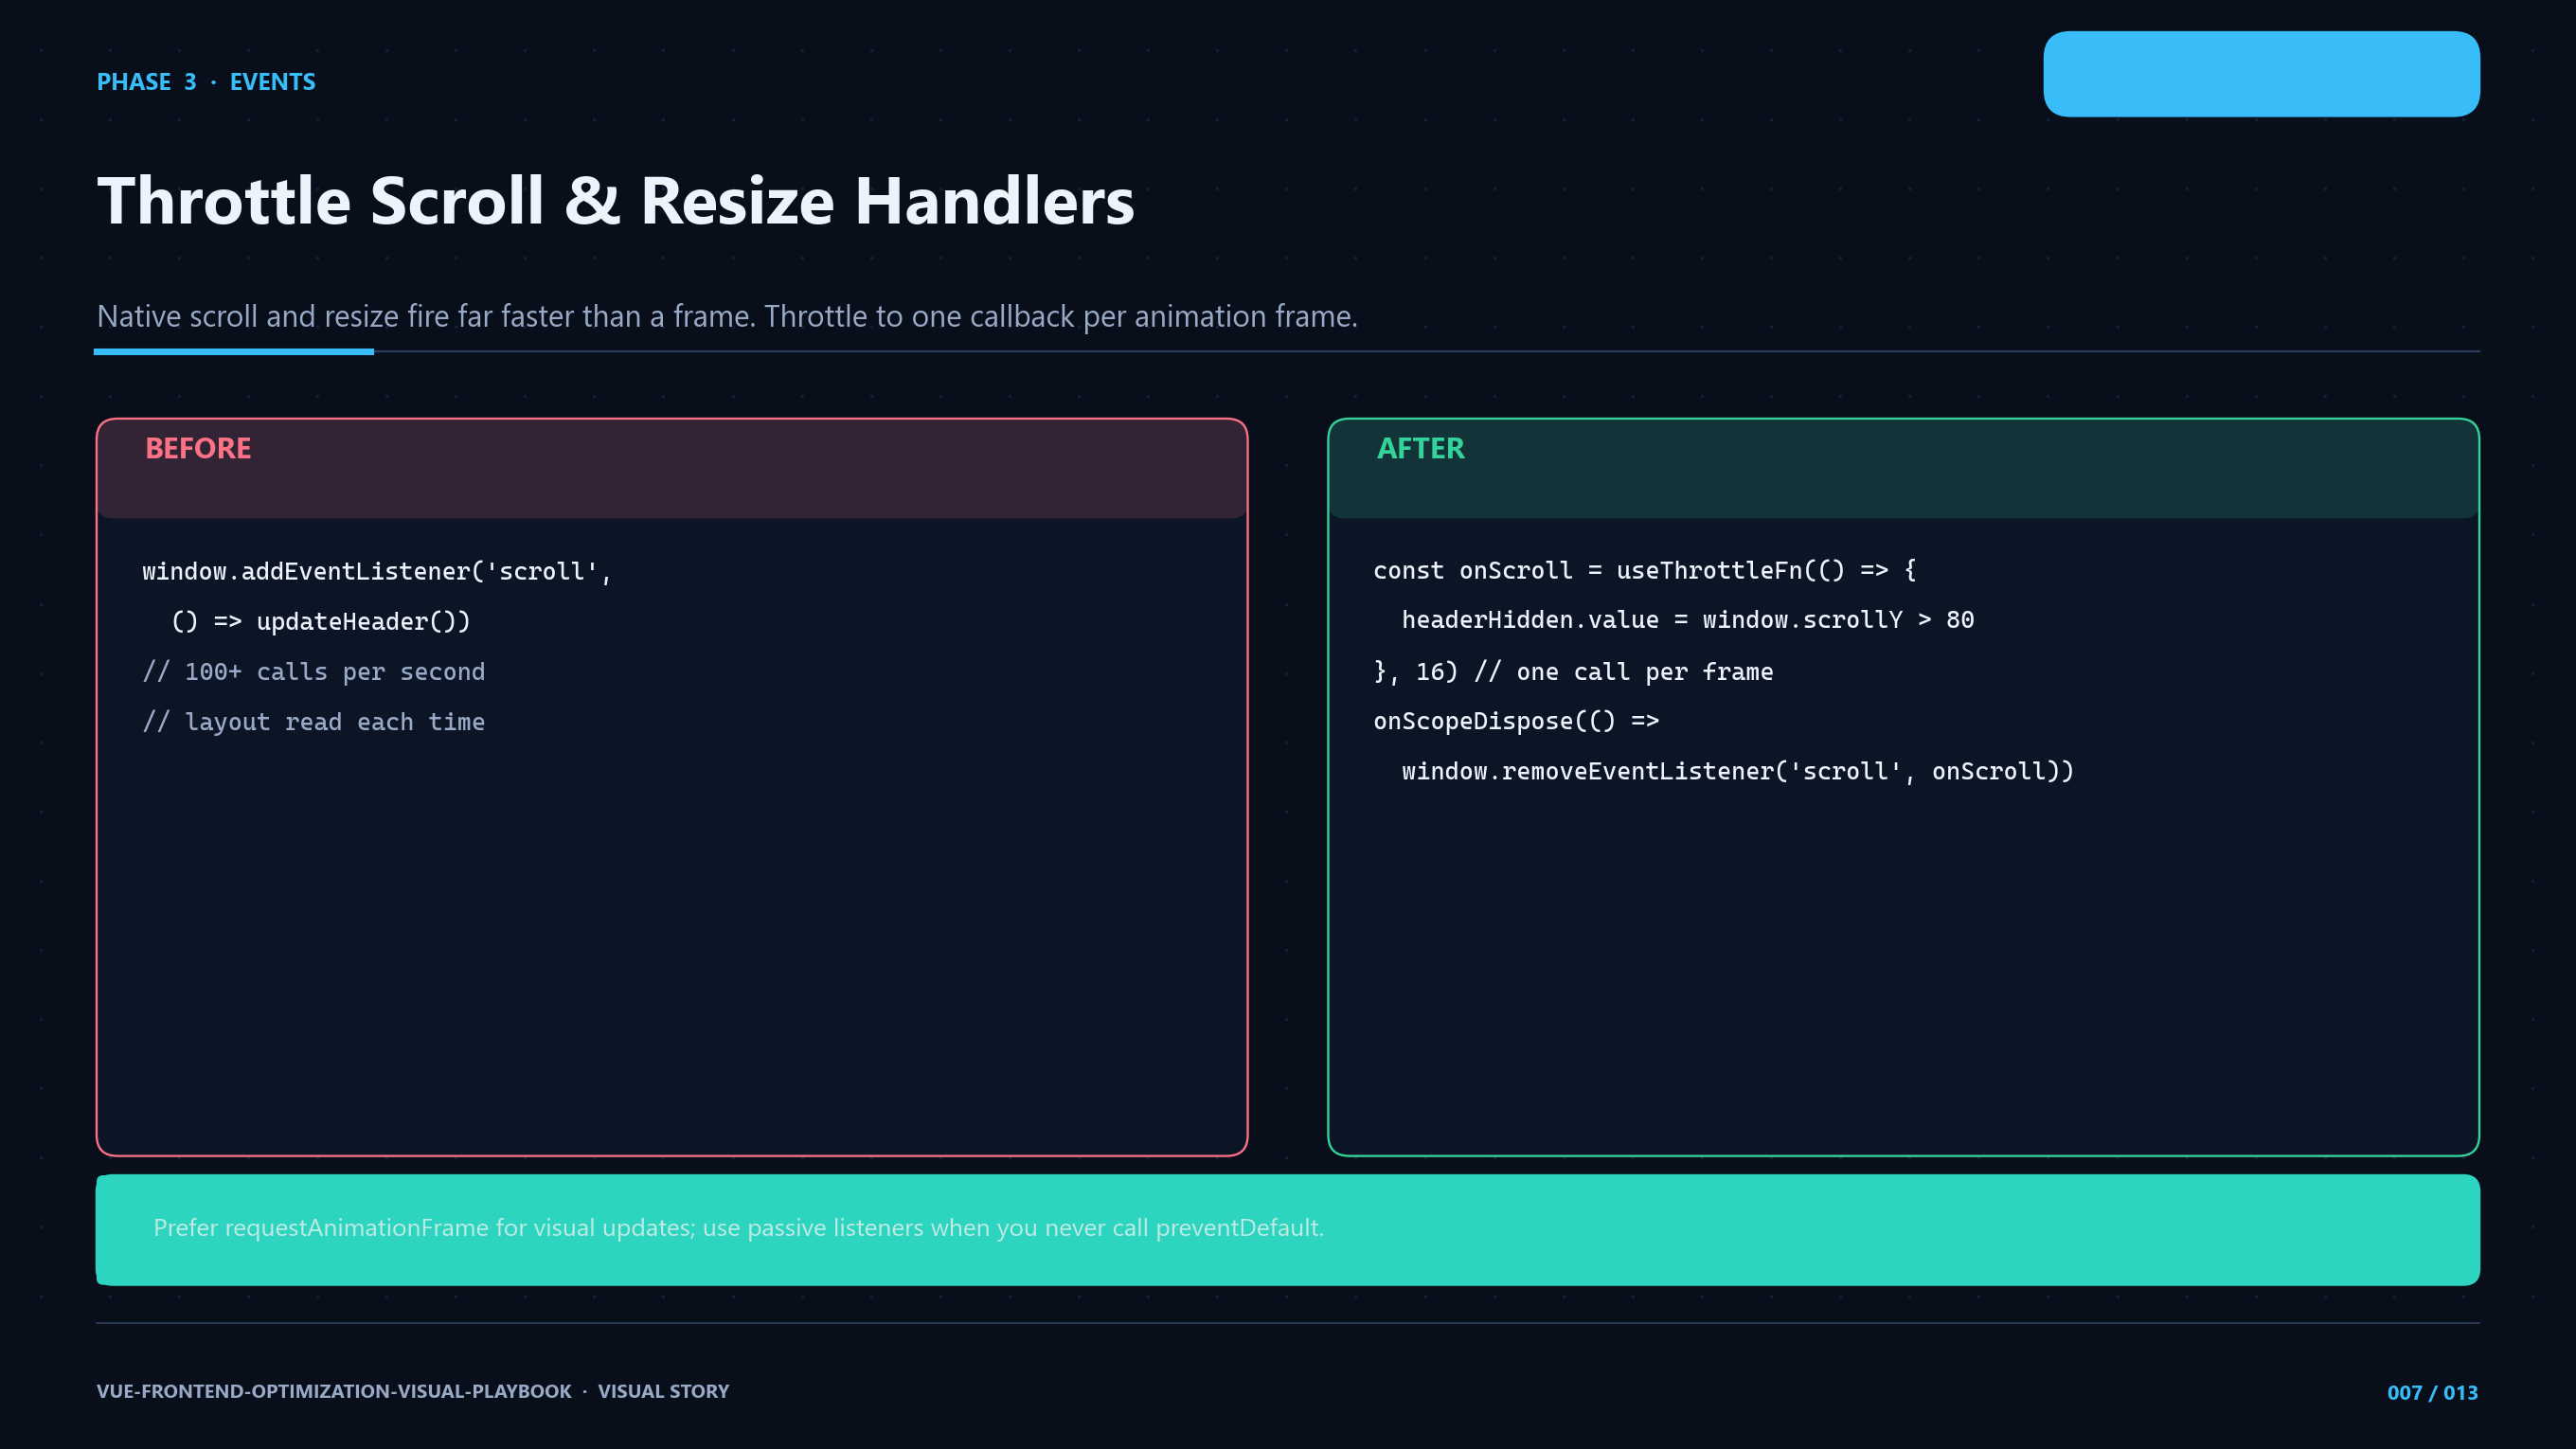 PHASE 3 · EVENTS
Throttle Scroll & Resize Handlers
Native scroll and resize fire far faster than a frame. Throttle to one callback per animation frame.
BEFORE
window.addEventListener('scroll',
  () => updateHeader())
// 100+ calls per second
// layout read each time
AFTER
const onScroll = useThrottleFn(() => {
  headerHidden.value = window.scrollY > 80
}, 16) // one call per frame
onScopeDispose(() =>
  window.removeEventListener('scroll', onScroll))
Prefer requestAnimationFrame for visual updates; use passive listeners when you never call preventDefault.
VUE-FRONTEND-OPTIMIZATION-VISUAL-PLAYBOOK · VISUAL STORY
007 / 013